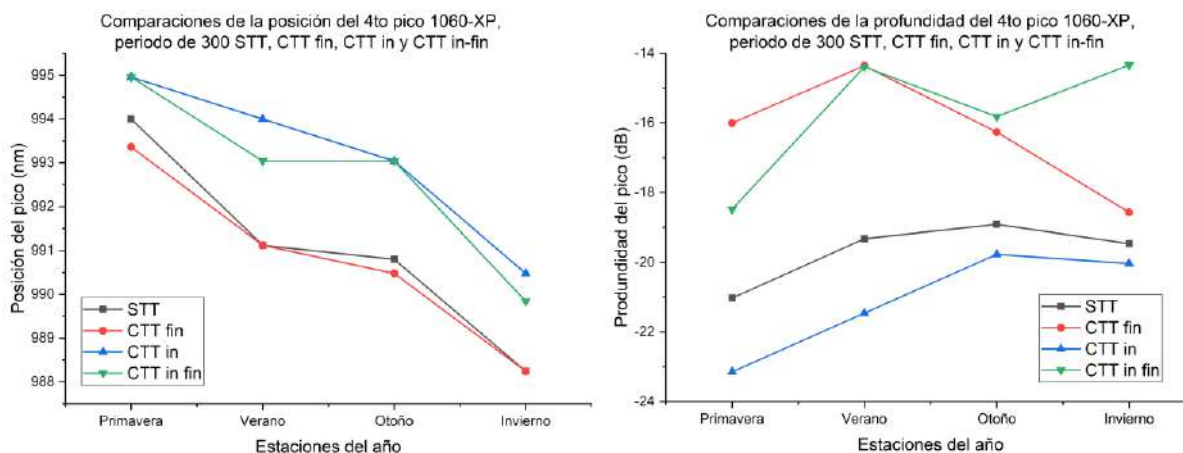 Comparaciones de la posición del 4to pico 1060-XP,
periodo de 300 STT, CTT fin, CTT in y CTT in-fin
995
994
993
992
991
990
989
988
Posición del pico (nm)
STT
CTT fin
CTT in
CTT in fin
Primavera
Verano
Otoño
Invierno
Estaciones del año
Comparaciones de la profundidad del 4to pico 1060-XP,
periodo de 300 STT, CTT fin, CTT in y CTT in-fin
-14
-16
-18
-20
-22
-24
Produndidad del pico (dB)
STT
CTT fin
CTT in
CTT in fin
Primavera
Verano
Otoño
Invierno
Estaciones del año